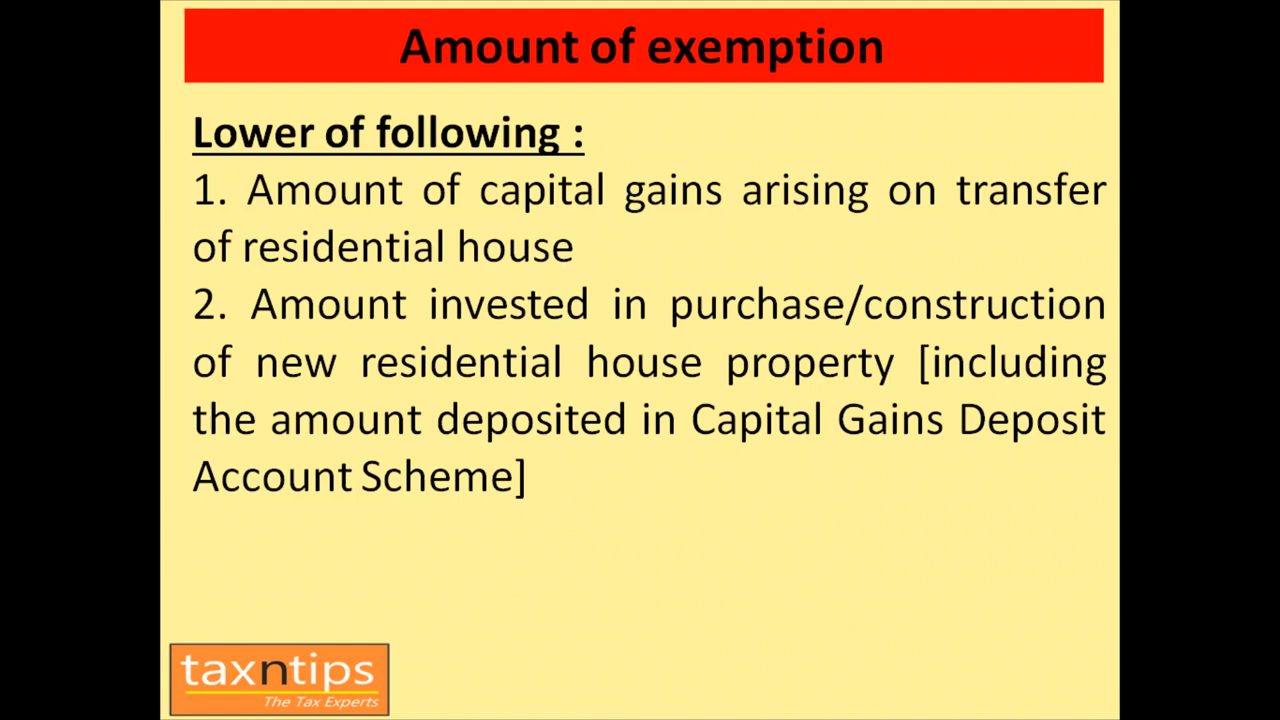 Amount of exemption
Lower of following :
1. Amount of capital gains arising on transfer
of residential house
2. Amount invested in purchase/construction
of new residential house property [including
the amount deposited in Capital Gains Deposit
Account Scheme]
taxntips
The Tax Experts